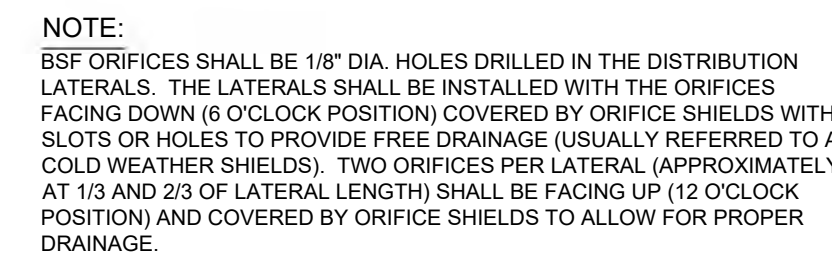 NOTE:
BSF ORIFICES SHALL BE 1/8" DIA. HOLES DRILLED IN THE DISTRIBUTION
LATERALS.  THE LATERALS SHALL BE INSTALLED WITH THE ORIFICES
FACING DOWN (6 O'CLOCK POSITION) COVERED BY ORIFICE SHIELDS WITH
SLOTS OR HOLES TO PROVIDE FREE DRAINAGE (USUALLY REFERRED TO A
COLD WEATHER SHIELDS).  TWO ORIFICES PER LATERAL (APPROXIMATELY
AT 1/3 AND 2/3 OF LATERAL LENGTH) SHALL BE FACING UP (12 O'CLOCK
POSITION) AND COVERED BY ORIFICE SHIELDS TO ALLOW FOR PROPER
DRAINAGE.